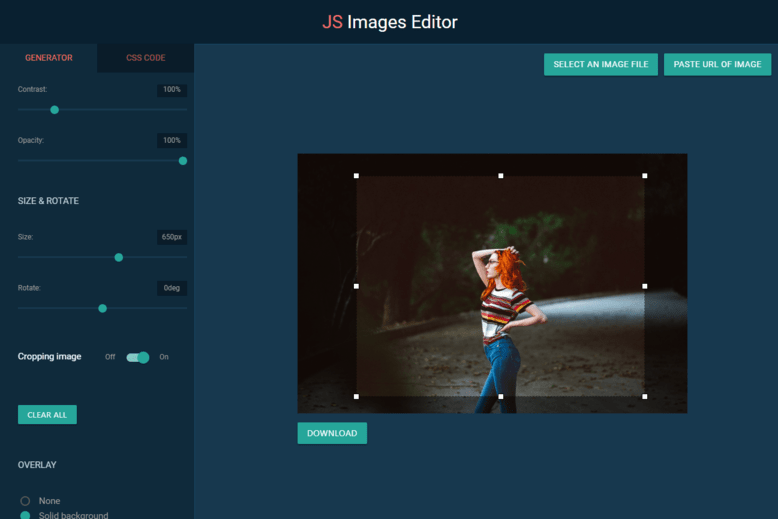 JS Images Editor
GENERATOR
CSS CODE
SELECT AN IMAGE FILE
PASTE URL OF IMAGE
Contrast:
100%
Opacity:
100%
SIZE & ROTATE
Size:
650px
Rotate:
0deg
Cropping image
Off
On
CLEAR ALL
DOWNLOAD
OVERLAY
None
Solid background